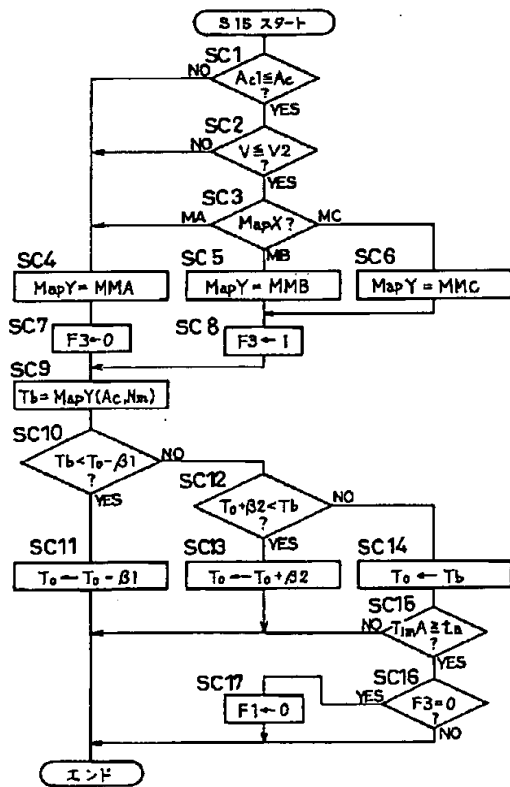 S15 スタート
SC1
NO
Ac1≦Ac
?
YES
SC2
NO
V≦V2
?
YES
SC3
MA
MapX?
MC
MB
SC4
SC5
SC6
MapY=MMA
MapY=MMB
MapY=MMC
SC7
F3←0
SC8
F3←1
SC9
Tb=MapY(Ac,Nm)
SC10
Tb<To-β1
?
NO
YES
SC12
To+β2<Tb
?
NO
YES
SC11
SC13
SC14
To←To-β1
To←To+β2
To←Tb
SC15
NO
TimA≧ta
?
YES
SC16
SC17
YES
F3=0
?
F1←0
NO
エンド